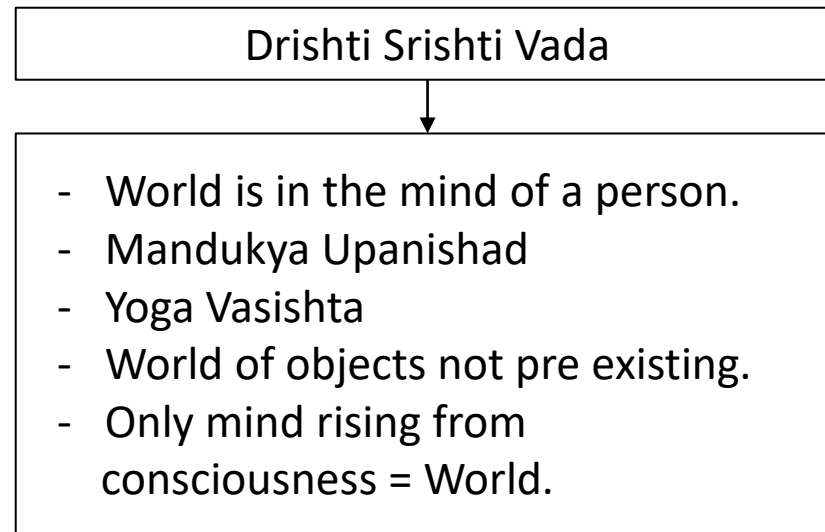 Drishti Srishti Vada
- World is in the mind of a person.
- Mandukya Upanishad
- Yoga Vasishta
- World of objects not pre existing.
- Only mind rising from
consciousness = World.